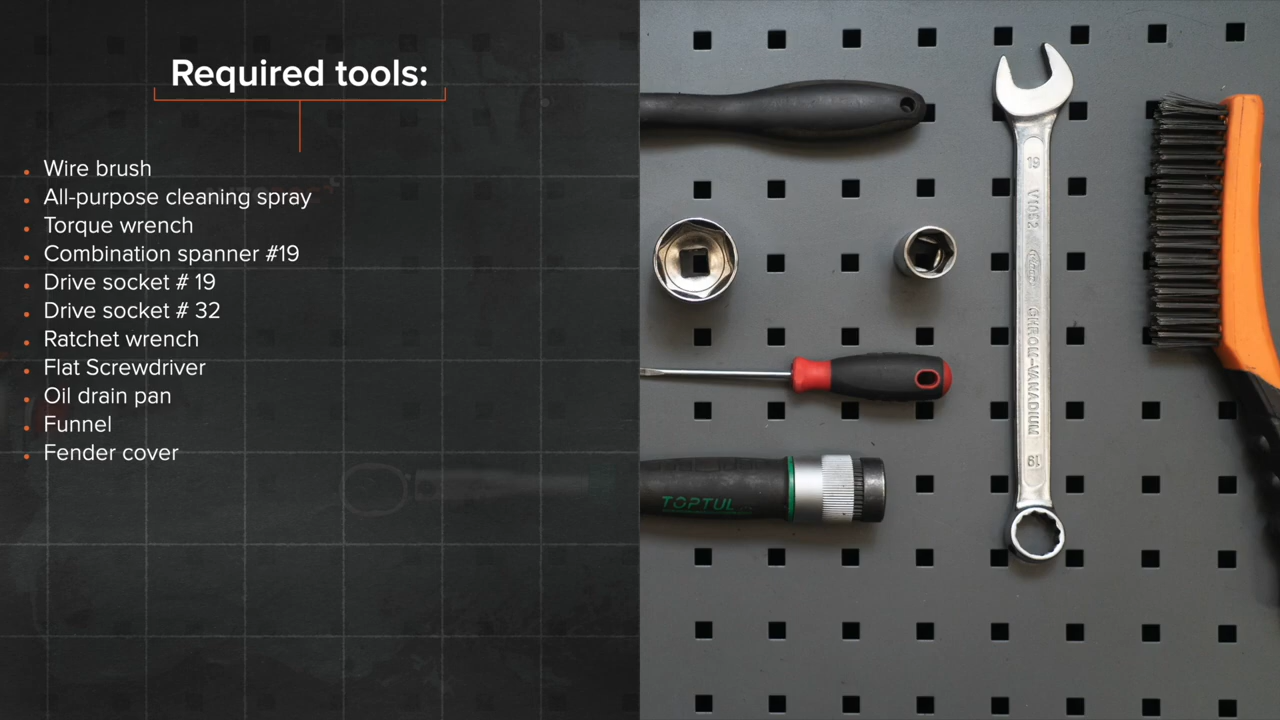 Required tools:
Wire brush
All-purpose cleaning spray
Torque wrench
Combination spanner #19
Drive socket # 19
Drive socket # 32
Ratchet wrench
Flat Screwdriver
Oil drain pan
Funnel
Fender cover
19
CHROM-VANADIUM
19
TOPTUL